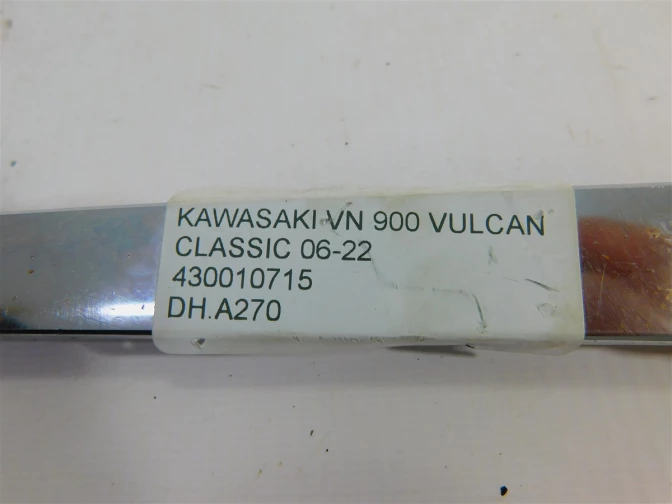 KAWASAKI VN 900 VULCAN
CLASSIC 06-22
430010715
DH.A270